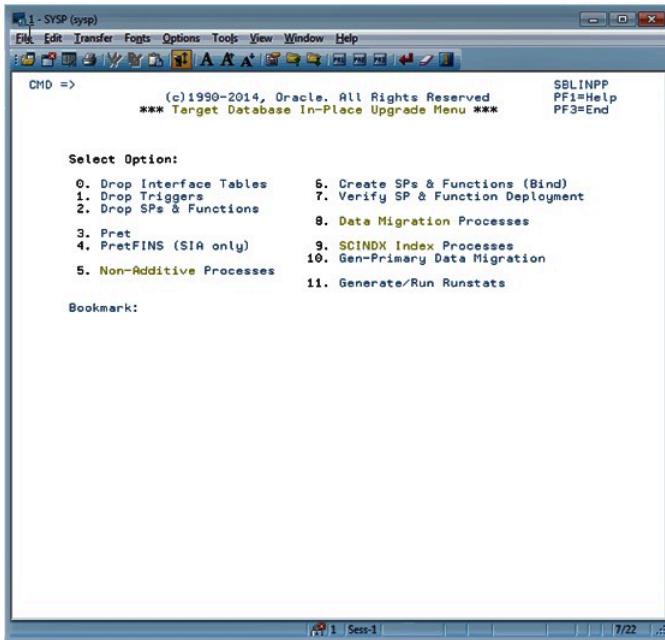 1 - SYSP (sysp)
File Edit Transfer Fonts Options Tools View Window Help
CMD => SBLINPP
(c)1990-2014, Oracle. All Rights Reserved PF1=Help
*** Target Database In-Place Upgrade Menu *** PF3=End
Select Option:
0. Drop Interface Tables 6. Create SPs & Functions (Bind)
1. Drop Triggers 7. Verify SP & Function Deployment
2. Drop SPs & Functions
8. Data Migration Processes
3. Pret
4. PretFINS (SIA only) 9. SCINDX Index Processes
10. Gen-Primary Data Migration
5. Non-Additive Processes
11. Generate/Run Runstats
Bookmark:
1 Sess-1 7/22